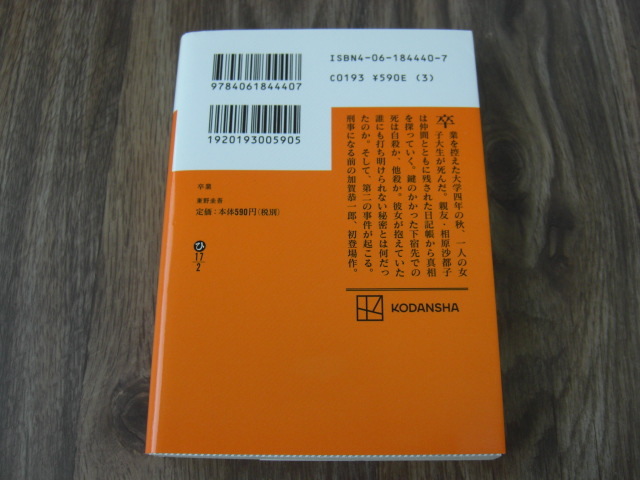 ISBN4-06-184440-7
C0193 ¥590E (3)
9784061844407
1920193005905
卒業
東野圭吾
定価：本体590円(税別)
ひ
17
2
卒業を控えた大学4年の秋、一人の女
子大生が死んだ。親友・相原沙都子
は仲間とともに残された日記帳から真相
を探っていく。鍵のかかった下宿先での
死は自殺か、他殺か。彼女が抱えていた
誰にも打ち明けられない秘密とは何だっ
たのか。そして、第二の事件が起こる。
刑事になる前の加賀恭一郎、初登場作。
KODANSHA